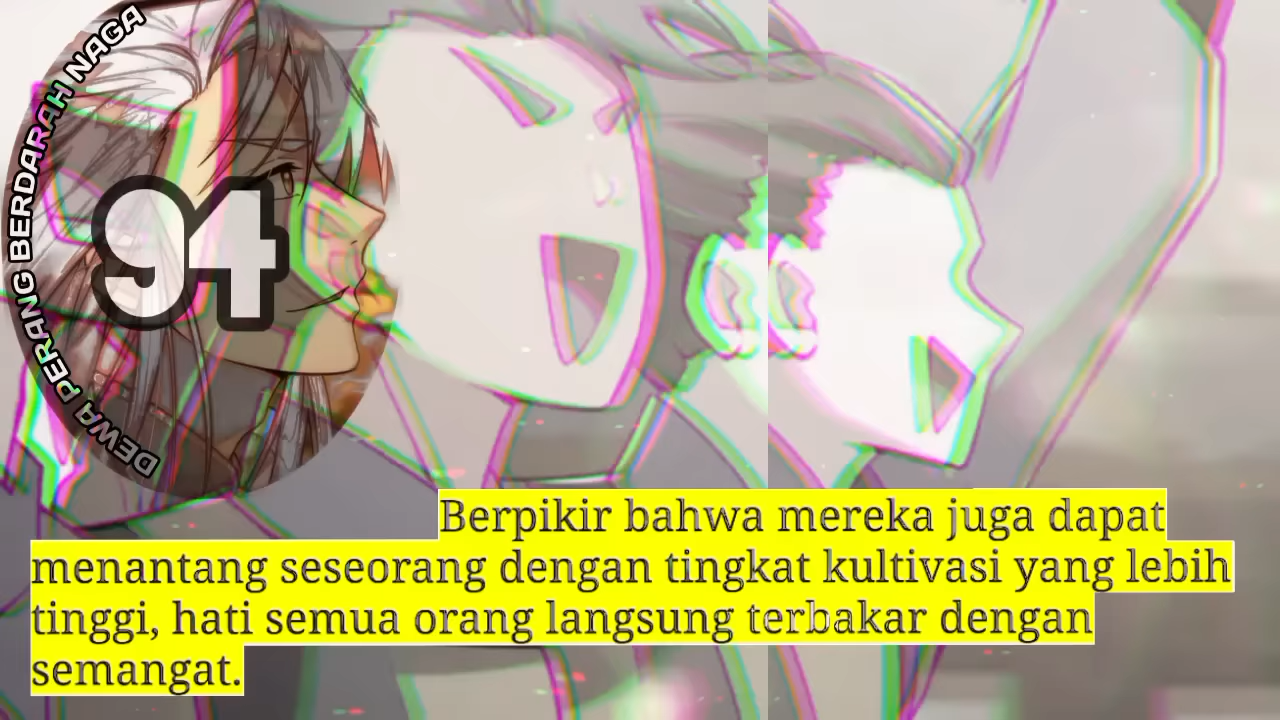 DEWA PERANG BERDARAH NAGA
94
Berpikir bahwa mereka juga dapat
menantang seseorang dengan tingkat kultivasi yang lebih
tinggi, hati semua orang langsung terbakar dengan
semangat.